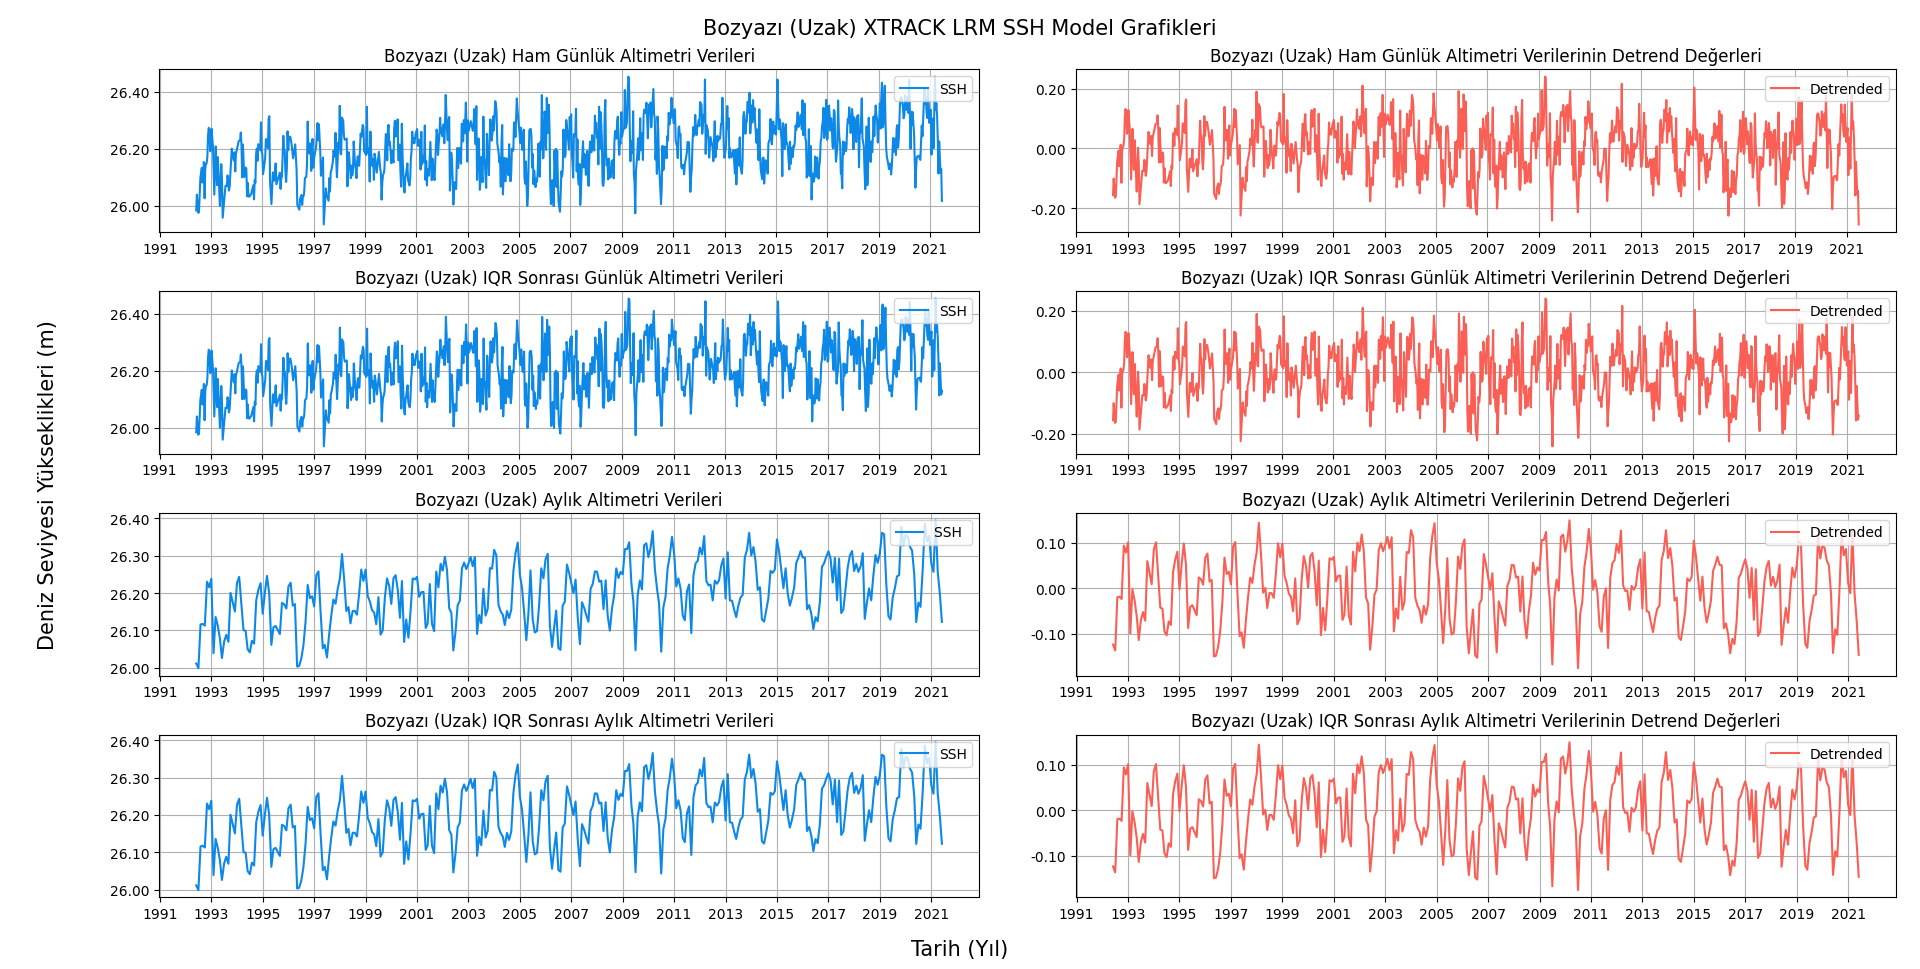 Bozyazı (Uzak) XTRACK LRM SSH Model Grafikleri
Bozyazı (Uzak) Ham Günlük Altimetri Verileri
Bozyazı (Uzak) Ham Günlük Altimetri Verilerinin Detrend Değerleri
26.40
26.20
26.00
SSH
1991 1993 1995 1997 1999 2001 2003 2005 2007 2009 2011 2013 2015 2017 2019 2021
0.20
0.00
-0.20
Detrended
1991 1993 1995 1997 1999 2001 2003 2005 2007 2009 2011 2013 2015 2017 2019 2021
Bozyazı (Uzak) IQR Sonrası Günlük Altimetri Verileri
Bozyazı (Uzak) IQR Sonrası Günlük Altimetri Verilerinin Detrend Değerleri
26.40
26.20
26.00
SSH
1991 1993 1995 1997 1999 2001 2003 2005 2007 2009 2011 2013 2015 2017 2019 2021
0.20
0.00
-0.20
Detrended
1991 1993 1995 1997 1999 2001 2003 2005 2007 2009 2011 2013 2015 2017 2019 2021
Bozyazı (Uzak) Aylık Altimetri Verileri
Bozyazı (Uzak) Aylık Altimetri Verilerinin Detrend Değerleri
26.40
26.30
26.20
26.10
26.00
SSH
1991 1993 1995 1997 1999 2001 2003 2005 2007 2009 2011 2013 2015 2017 2019 2021
0.10
0.00
-0.10
Detrended
1991 1993 1995 1997 1999 2001 2003 2005 2007 2009 2011 2013 2015 2017 2019 2021
Bozyazı (Uzak) IQR Sonrası Aylık Altimetri Verileri
Bozyazı (Uzak) IQR Sonrası Aylık Altimetri Verilerinin Detrend Değerleri
26.40
26.30
26.20
26.10
26.00
SSH
1991 1993 1995 1997 1999 2001 2003 2005 2007 2009 2011 2013 2015 2017 2019 2021
0.10
0.00
-0.10
Detrended
1991 1993 1995 1997 1999 2001 2003 2005 2007 2009 2011 2013 2015 2017 2019 2021
Deniz Seviyesi Yükseklikleri (m)
Tarih (Yıl)